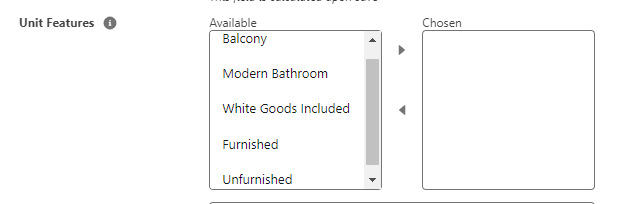 Unit Features
Available
Chosen
Balcony
Modern Bathroom
White Goods Included
Furnished
Unfurnished